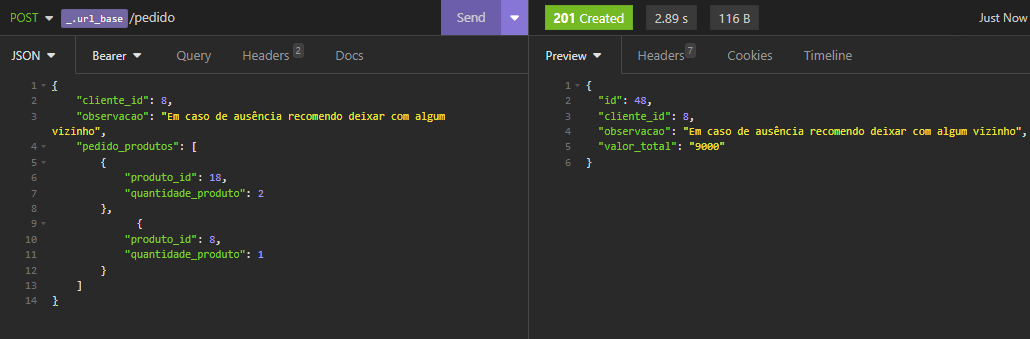 POST _.url_base /pedido Send 201 Created 2.89 s 116 B Just Now
JSON Bearer Query Headers 2 Docs Preview Headers 7 Cookies Timeline
1 {
2 "cliente_id": 8,
3 "observacao": "Em caso de ausência recomendo deixar com algum
vizinho",
4 "pedido_produtos": [
5 {
6 "produto_id": 18,
7 "quantidade_produto": 2
8 },
9 {
10 "produto_id": 8,
11 "quantidade_produto": 1
12 }
13 ]
14 }
1 {
2 "id": 48,
3 "cliente_id": 8,
4 "observacao": "Em caso de ausência recomendo deixar com algum vizinho",
5 "valor_total": "9000"
6 }